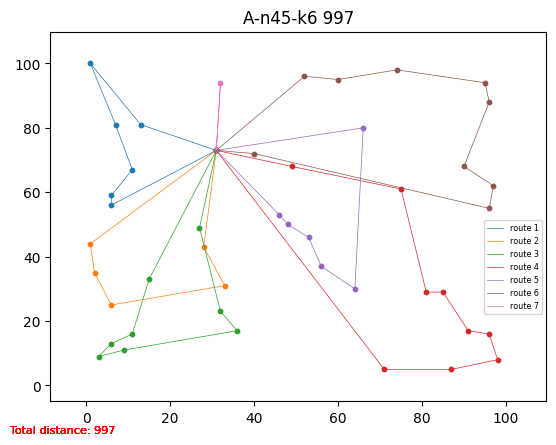 A-n45-k6 997
100
80
60
40
20
0
0 20 40 60 80 100
route 1
route 2
route 3
route 4
route 5
route 6
route 7
Total distance: 997